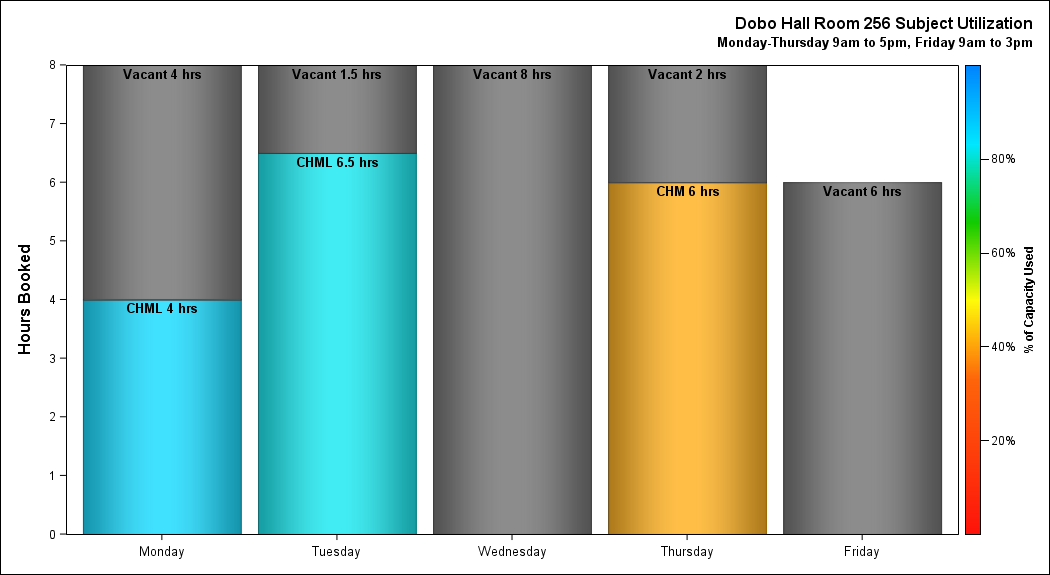 Dobo Hall Room 256 Subject Utilization
Monday-Thursday 9am to 5pm, Friday 9am to 3pm
Hours Booked
8
7
6
5
4
3
2
1
0
Vacant 4 hrs
CHML 4 hrs
Vacant 1.5 hrs
CHML 6.5 hrs
Vacant 8 hrs
Vacant 2 hrs
CHM 6 hrs
Vacant 6 hrs
Monday
Tuesday
Wednesday
Thursday
Friday
80%
60%
40%
20%
% of Capacity Used